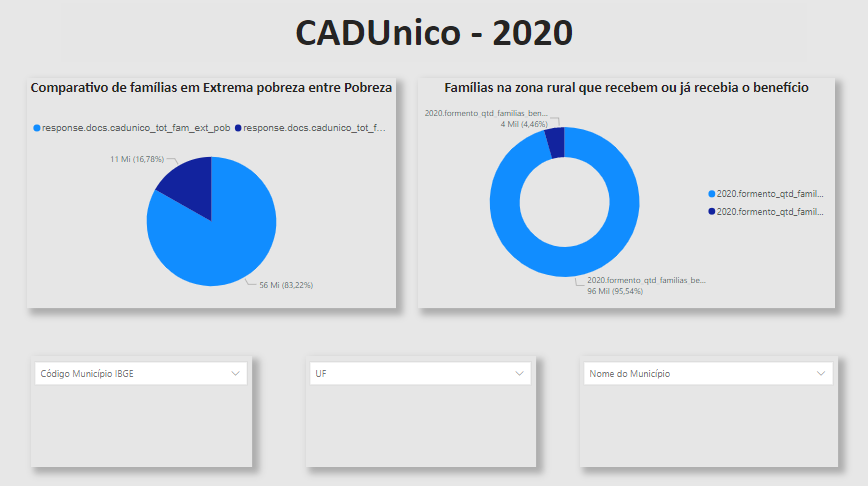 CADUnico - 2020
Comparativo de famílias em Extrema pobreza entre Pobreza
response.docs.cadunico_tot_fam_ext_pob
response.docs.cadunico_tot_f...
11 Mi (16,78%)
56 Mi (83,22%)
Famílias na zona rural que recebem ou já recebia o benefício
2020.formento_qtd_familias_ben...
4 Mil (4,46%)
2020.formento_qtd_famil...
2020.formento_qtd_famil...
2020.formento_qtd_familias_be...
96 Mil (95,54%)
Código Município IBGE
UF
Nome do Município